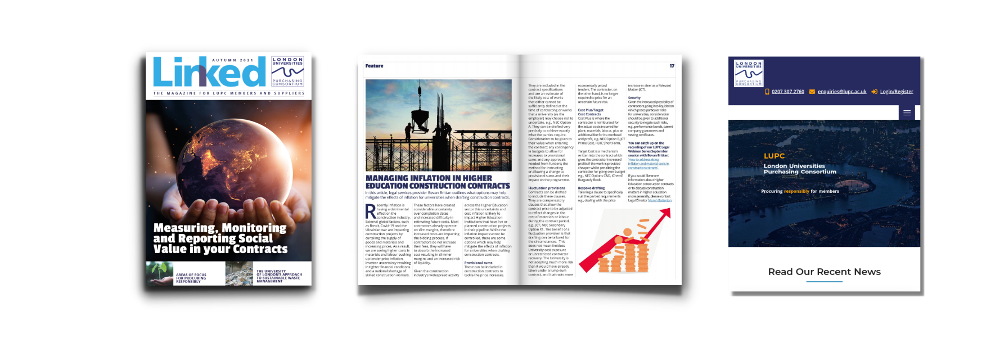 AUTUMN 2021
Linked
LONDON
UNIVERSITIES
PURCHASING
CONSORTIUM
THE MAGAZINE FOR LUPC MEMBERS AND SUPPLIERS
Measuring, Monitoring
and Reporting Social
Value in your Contracts
AREAS OF FOCUS
FOR PROCURING
RESPONSIBLY
THE UNIVERSITY
OF LONDON'S APPROACH
TO SUSTAINABLE WASTE
MANAGEMENT
Feature
MANAGING INFLATION IN HIGHER
EDUCATION CONSTRUCTION CONTRACTS
In this article, legal services provider Bevan Brittan outlines what options may help
mitigate the effects of inflation for universities when drafting construction contracts.
Recently inflation is
having a detrimental
effect on the
construction industry.
External global factors, such
as Brexit, Covid-19 and the
Ukrainian war are impacting
construction projects by
curtailing the supply of
goods and materials and
increasing prices. As a result,
we are seeing higher costs in
materials and labour pushing
up tender price inflation,
investor uncertainty resulting
in tighter financial conditions
and a national shortage of
skilled construction workers.
These factors have created
considerable uncertainty
over completion dates
and increased difficulty in
estimating future costs. Most
contractors already operate
on slim margins, therefore
increased costs are impacting
the bidding process. If
contractors do not increase
their fees, they will have
to absorb the increased
cost resulting in slimmer
margins and an increased risk
of liquidity.
Given the construction
industry's widespread activity
across the Higher Education
sector this uncertainty and
cost inflation is likely to
impact Higher Education
Institutions that have live or
planned construction projects
in their pipeline. Whilst the
inflation impact cannot be
controlled, there are some
options which may help
mitigate the effects of inflation
for universities when drafting
construction contracts.
Provisional sums
These can be included in
construction contracts to
tackle the price increases.
17
They are included in the
contract specifications
and are an estimate of
the likely cost of works
that either cannot be
sufficiently defined at the
time of contracting or works
that a university (as the
employer) may choose not to
undertake, e.g., NEC Option
A. They can be drafted very
precisely to achieve exactly
what the parties require.
Consideration to be given to
their value when entering
the contract; any contingency
in budgets to allow for
increases to provisional
sums and any approvals
needed from funders; the
method for instructing
or allowing a change to
provisional sums and their
impact on the programme.
Fluctuation provisions
Contracts can be drafted
to include these clauses.
They are compensatory
clauses that allow the
contract price to be adjusted
to reflect changes in the
cost of materials or labour
during the contract period,
e.g., JCT, NEC Secondary
Option X1. The benefit of a
fluctuation provision is that
drafting can be tailored for
the circumstances. This
does not mean limitless
University cost exposure
or unrestricted contractor
recovery. The University is
not adopting much more risk
than it would have already
taken under a lump-sum
contract, and it attracts more
economically priced
tenders. The contractor, on
the other hand, is no longer
required to price for an
uncertain future risk.
Cost Plus/Target
Cost Contracts
Cost Plus is where the
contractor is reimbursed for
the actual costs incurred for
plant, materials, labour, plus an
additional fee for its overhead
and profit, e.g. NEC Option E, JCT
Prime Cost, FIDIC Short Form.
Target Cost is a mechanism
written into the contract which
gives the contractor increased
profits if the work is provided
cheaper whilst penalising the
contractor for going over budget
e.g., NEC Options C&D, IChemE
Burgundy Book.
Bespoke drafting
Tailoring a clause to specifically
suit the parties' requirements
e.g., dealing with the price
increase in steel as a Relevant
Matter (JCT).
Security
Given the increased possibility of
contractors going into liquidation
which poses particular risks
for universities, consideration
should be given to additional
security to negate such risks,
e.g., performance bonds, parent
company guarantees and
vesting certificates.
You can catch up on the
recording of our LUPC Legal
Webinar Series September
session with Bevan Brittan:
'How to address rising
inflation and material costs in
construction cotracts'.
If you would like more
information about Higher
Education construction contracts
or to discuss construction
matters in higher education
more generally, please contact
Legal Director Niamh Batterton.
LONDON
UNIVERSITIES
PURCHASING
CONSORTIUM
0207 307 2760 enquiries@lupc.ac.uk Login/Register
LUPC
London Universities
Purchasing Consortium
Procuring responsibly for members
Read Our Recent News